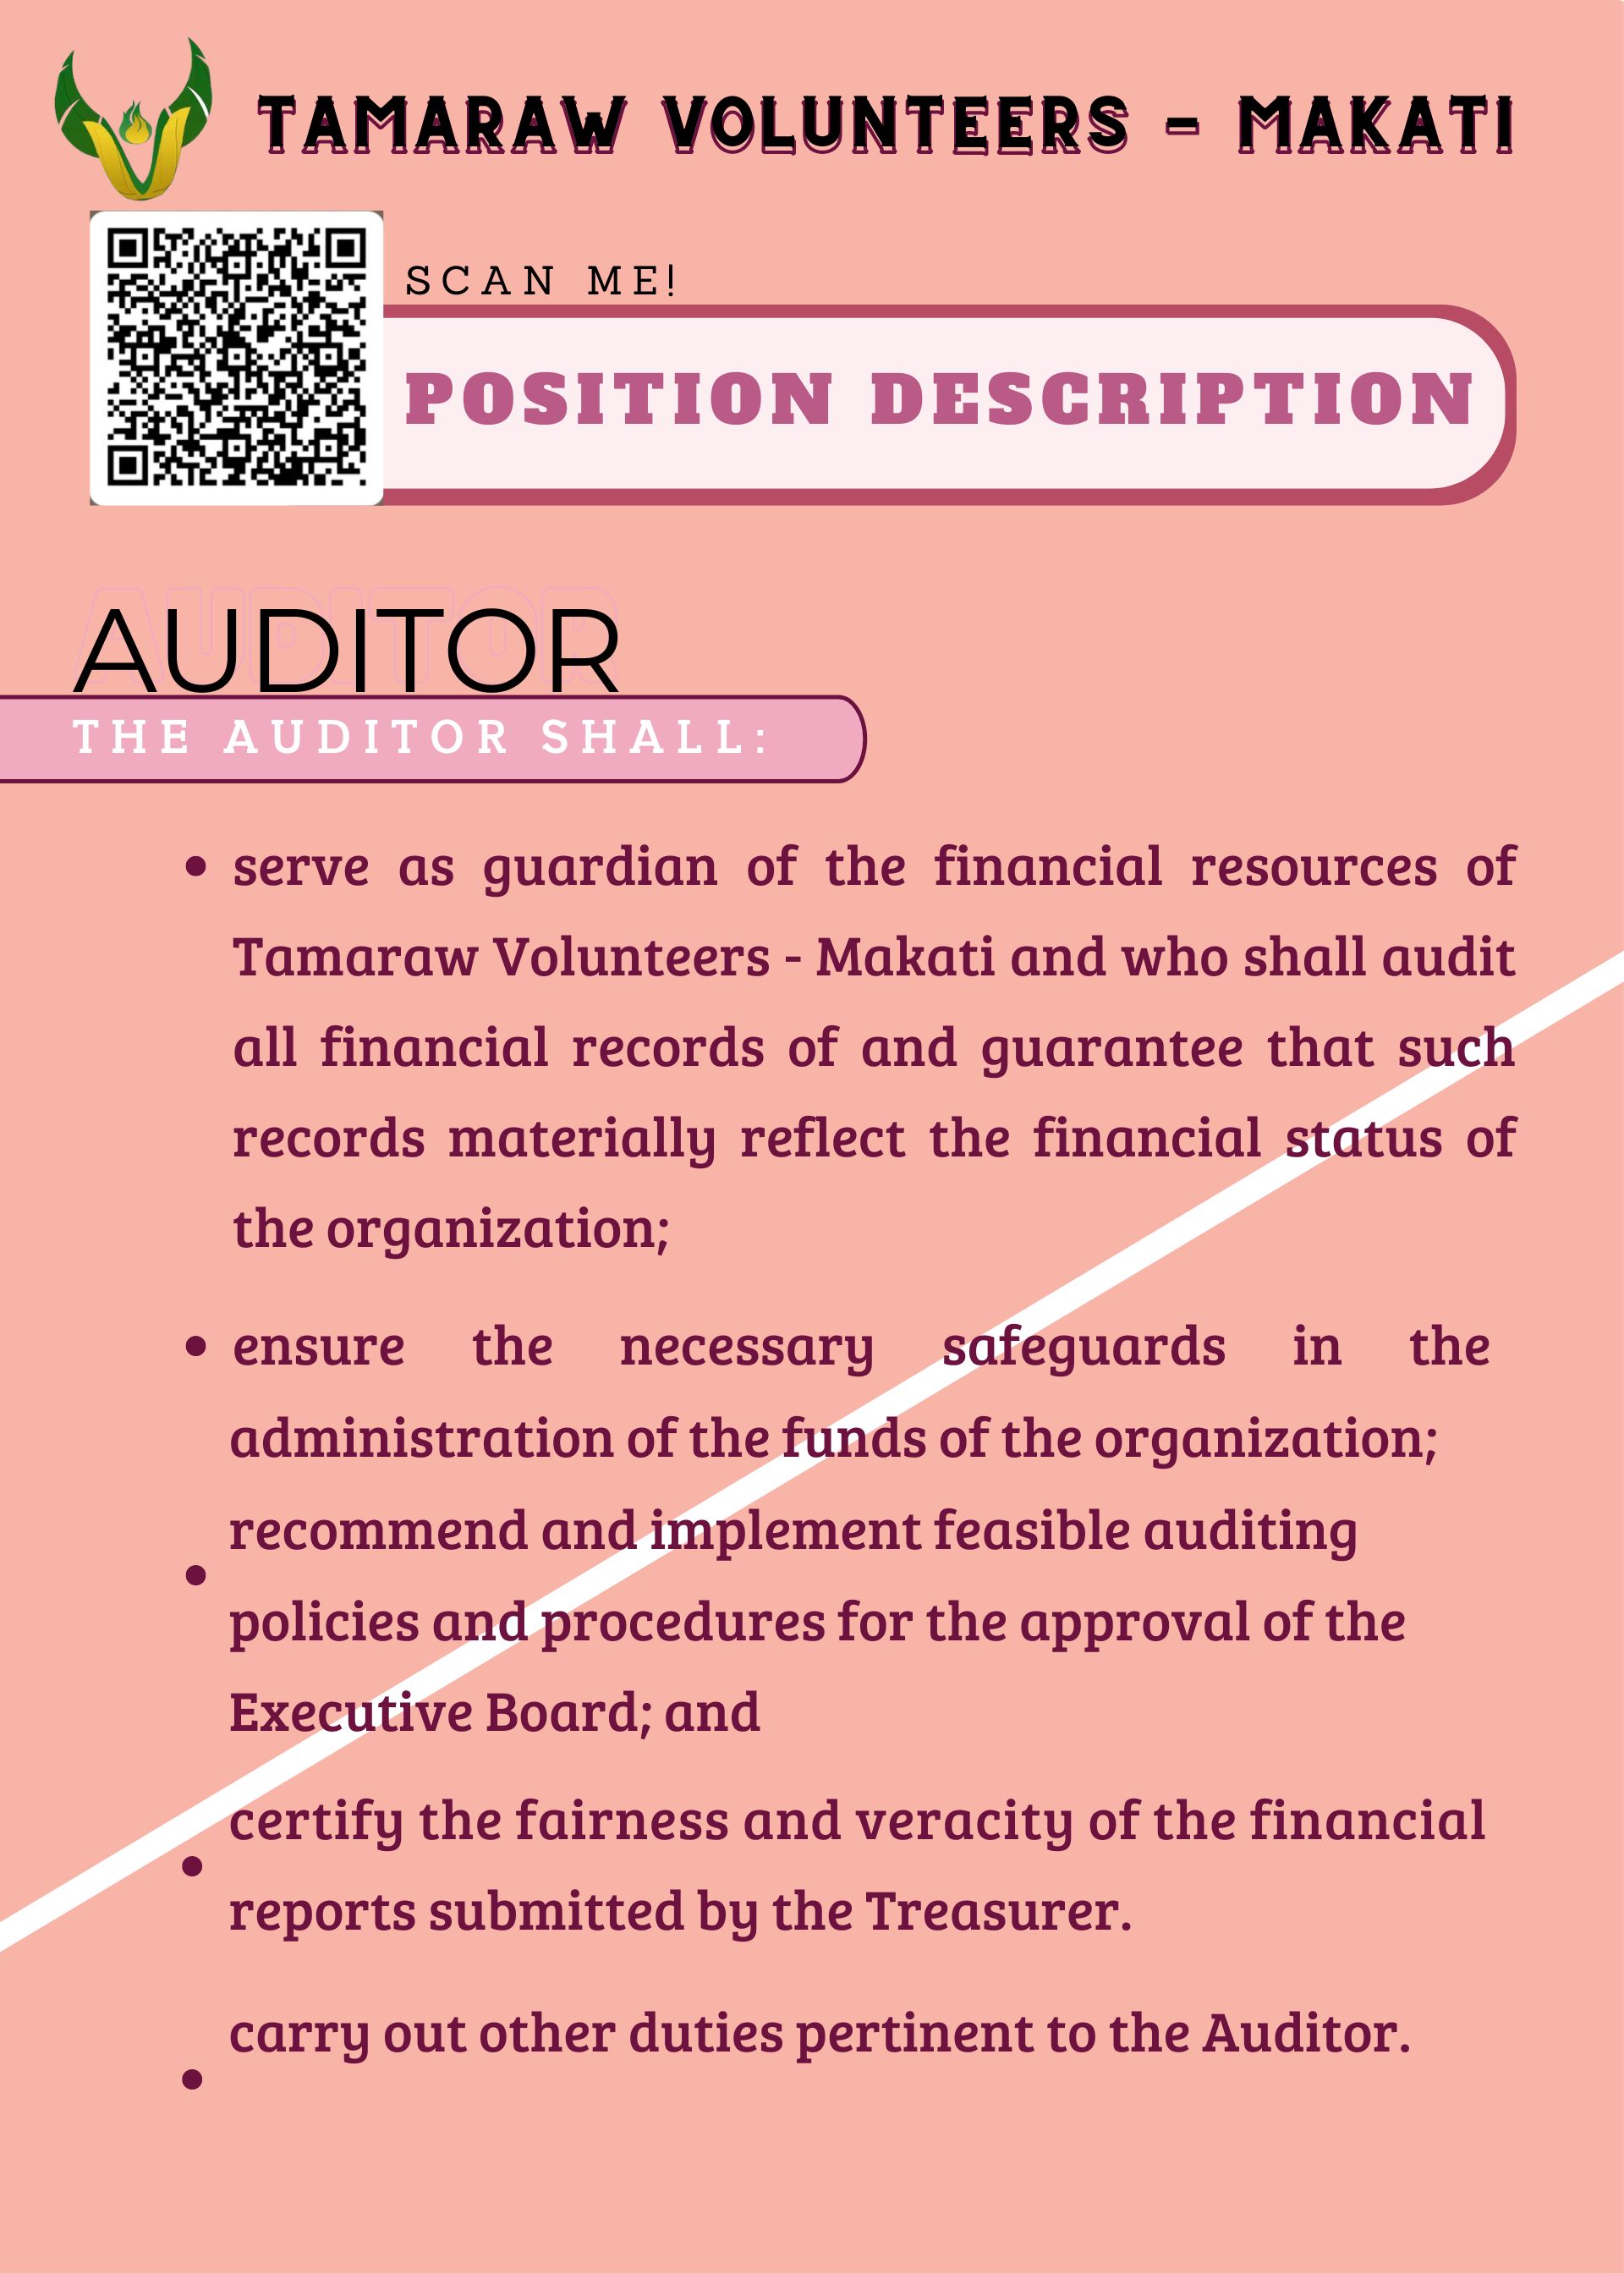 TAMARAW VOLUNTEERS - MAKATI
SCAN ME!
POSITION DESCRIPTION
AUDITOR
THE AUDITOR SHALL:
• serve as guardian of the financial resources of
Tamaraw Volunteers - Makati and who shall audit
all financial records of and guarantee that such
records materially reflect the financial status of
the organization;
• ensure the necessary safeguards in the
administration of the funds of the organization;
• recommend and implement feasible auditing
policies and procedures for the approval of the
Executive Board; and
• certify the fairness and veracity of the financial
reports submitted by the Treasurer.
• carry out other duties pertinent to the Auditor.